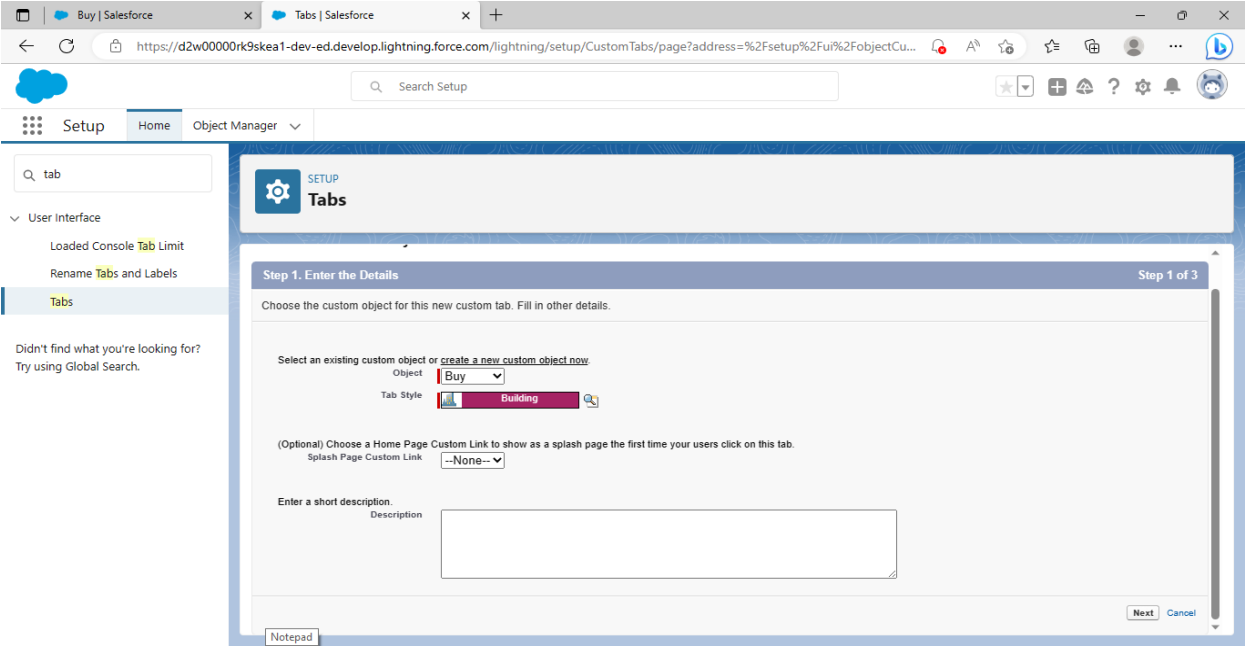 Buy | Salesforce
Tabs | Salesforce
https://d2w00000rk9skea1-dev-ed.develop.lightning.force.com/lightning/setup/CustomTabs/page?address=%2Fsetup%2Fui%2FobjectCu...
Search Setup
Setup
Home
Object Manager
tab
User Interface
Loaded Console Tab Limit
Rename Tabs and Labels
Tabs
Didn't find what you're looking for?
Try using Global Search.
SETUP
Tabs
Step 1. Enter the Details Step 1 of 3
Choose the custom object for this new custom tab. Fill in other details.
Select an existing custom object or create a new custom object now.
Object Buy
Tab Style Building
(Optional) Choose a Home Page Custom Link to show as a splash page the first time your users click on this tab.
Splash Page Custom Link --None--
Enter a short description.
Description
Next Cancel
Notepad